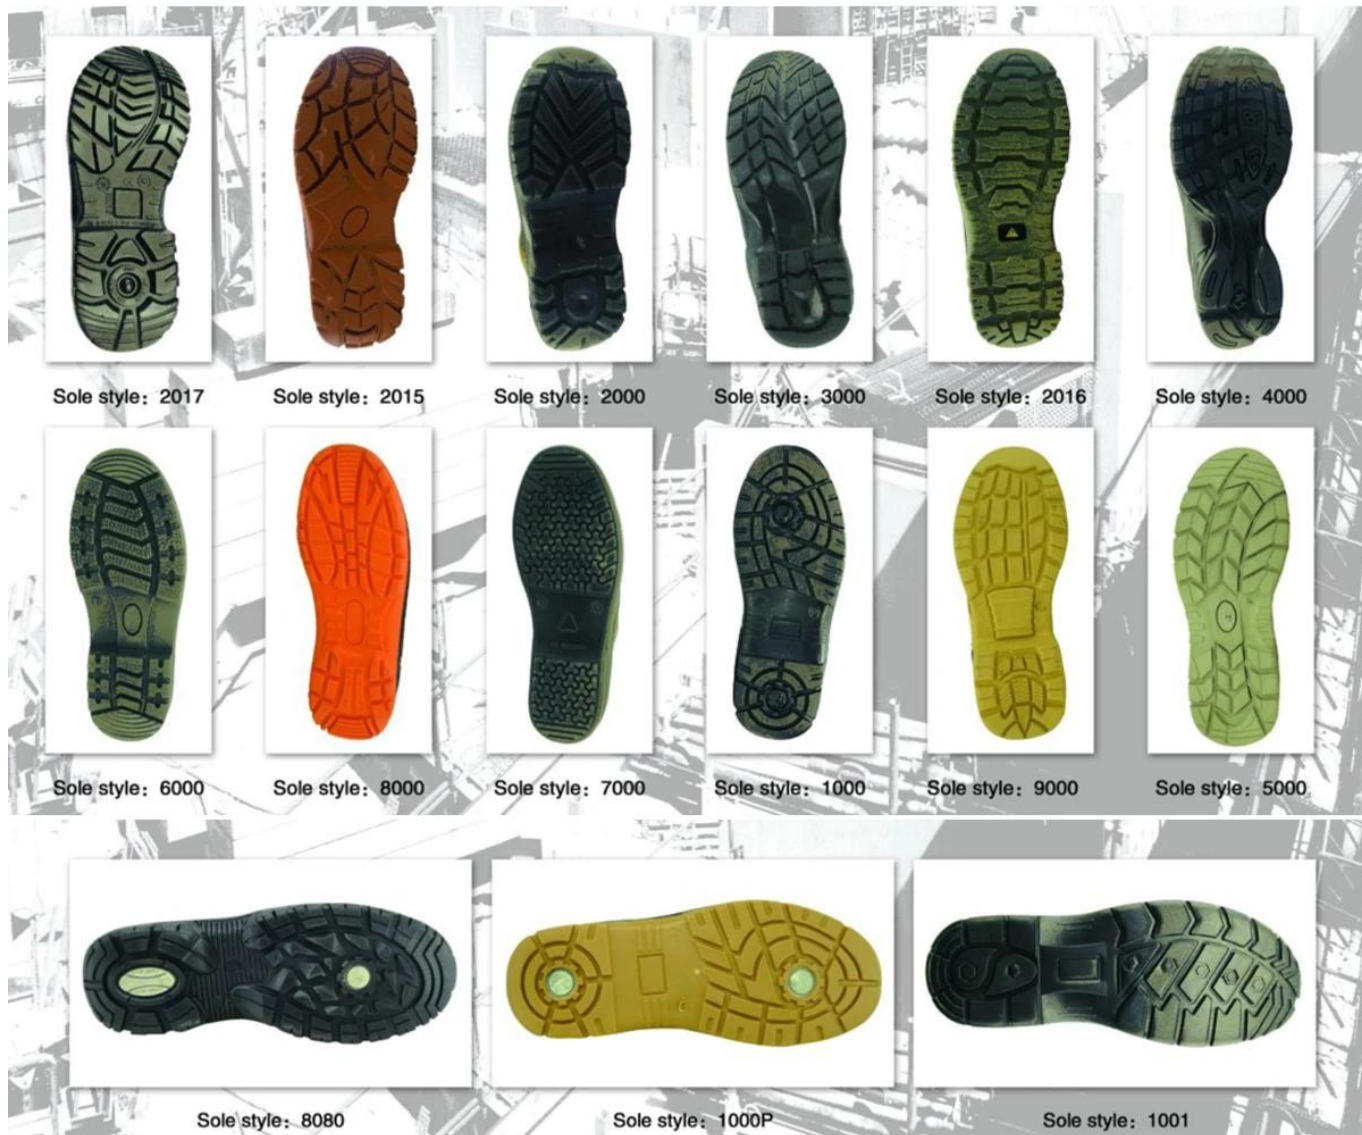 Sole style：2017
Sole style：2015
Sole style：2000
Sole style：3000
Sole style：2016
Sole style：4000
Sole style：6000
Sole style：8000
Sole style：7000
Sole style：1000
Sole style：9000
Sole style：5000
Sole style：8080
Sole style：1000P
Sole style：1001